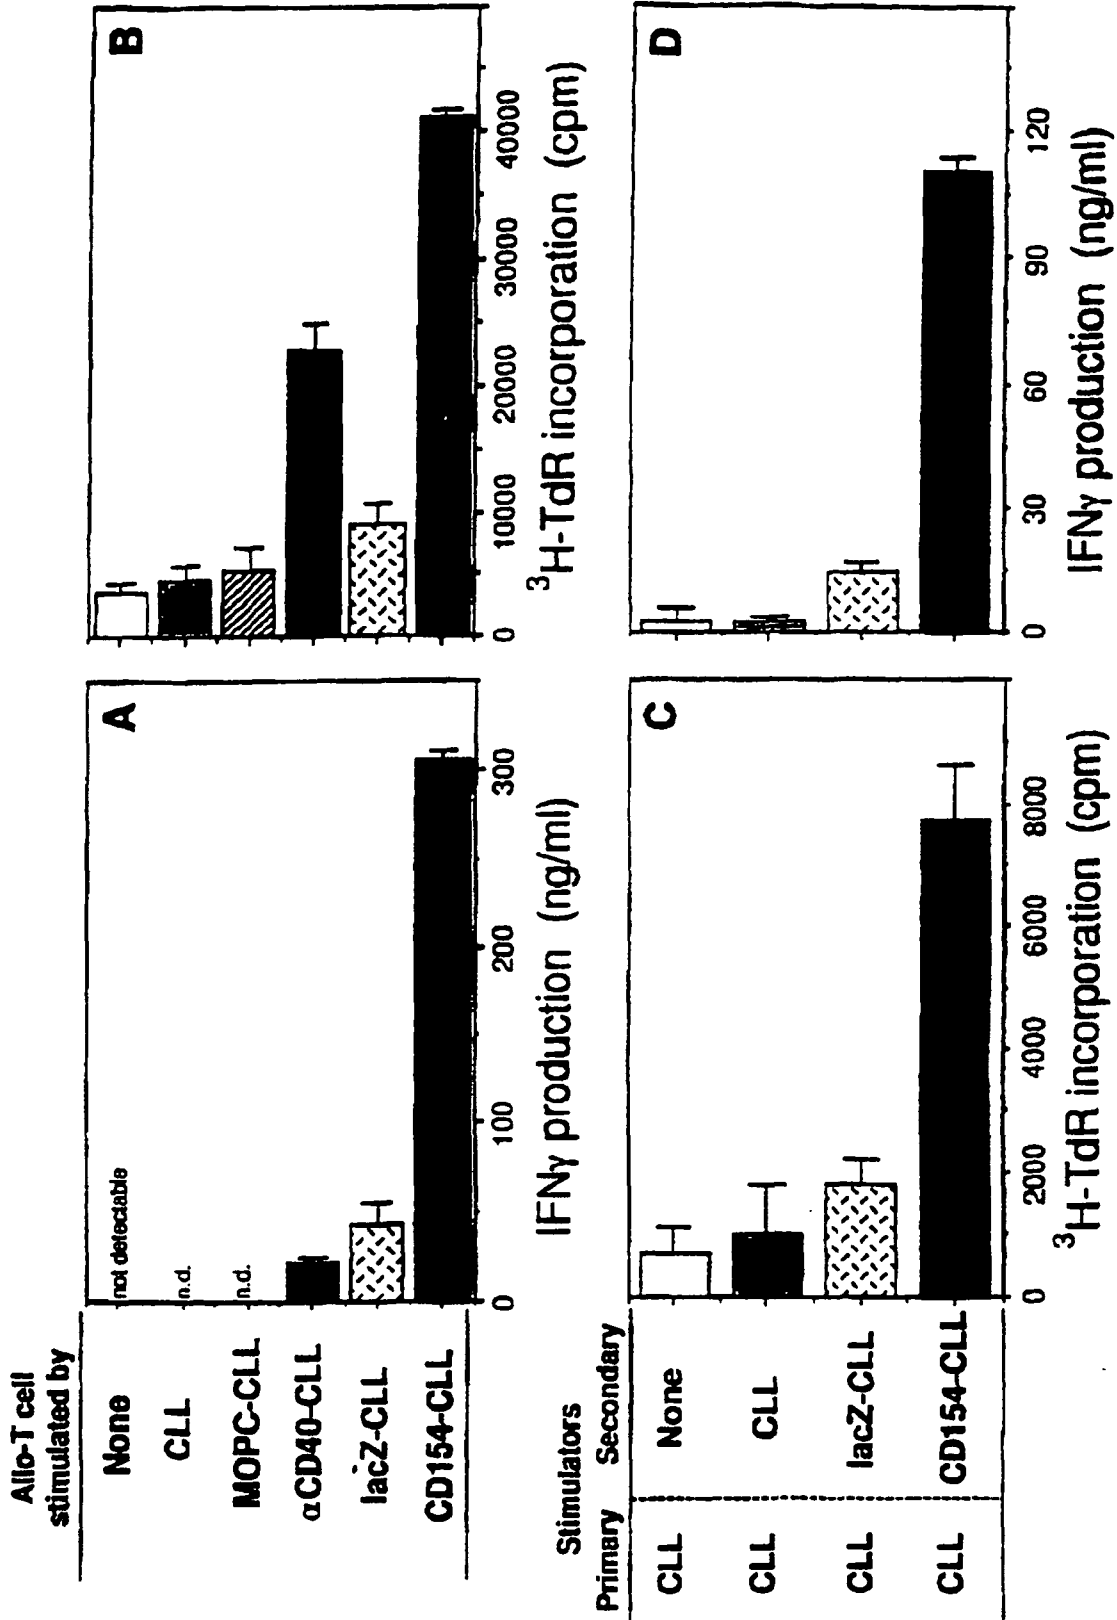 Allo-T cell
stimulated by
None
CLL
MOPC-CLL
αCD40-CLL
lacZ-CLL
CD154-CLL
A
not detectable
n.d.
n.d.
0 100 200 300
IFNγ production (ng/ml)
B
0 10000 20000 30000 40000
³H-TdR incorporation (cpm)
Stimulators
Primary Secondary
CLL None
CLL CLL
CLL lacZ-CLL
CLL CD154-CLL
C
0 2000 4000 6000 8000
³H-TdR incorporation (cpm)
D
0 30 60 90 120
IFNγ production (ng/ml)